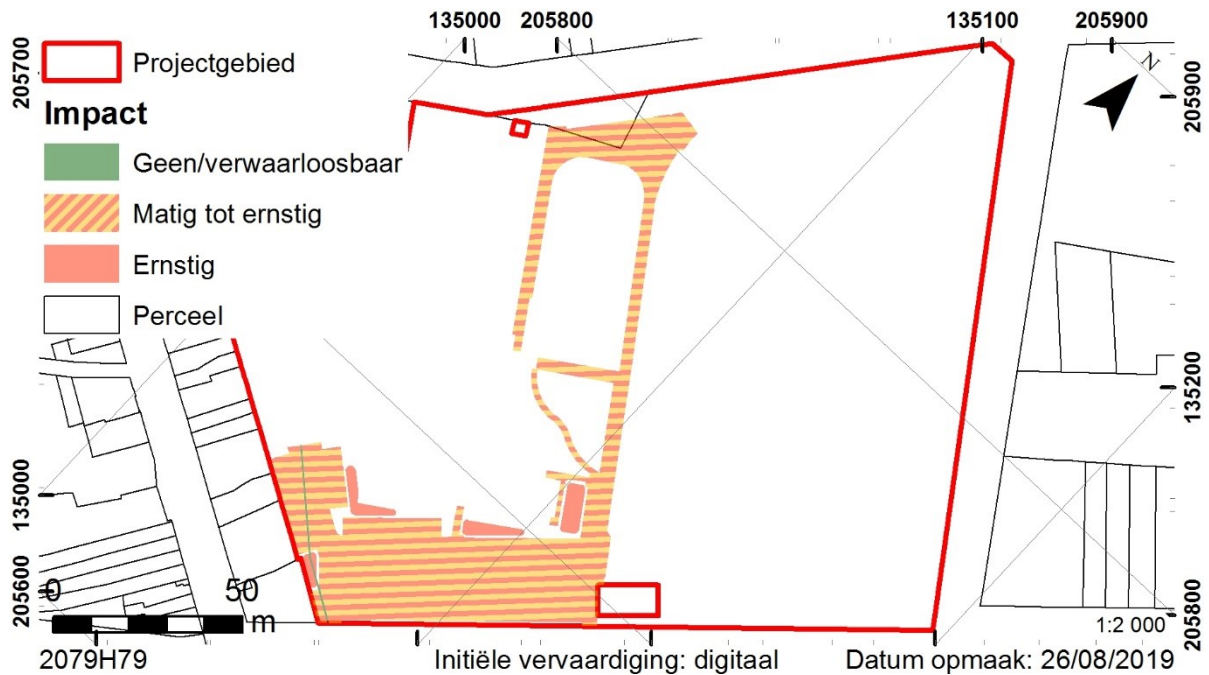 135000 205800 135100 205900
205700
Projectgebied
N
205900
Impact
Geen/verwaarloosbaar
Matig tot ernstig
Ernstig
Perceel
135200
135000
205600
0 50
m
205800
1:2 000
2079H79 Initiële vervaardiging: digitaal Datum opmaak: 26/08/2019